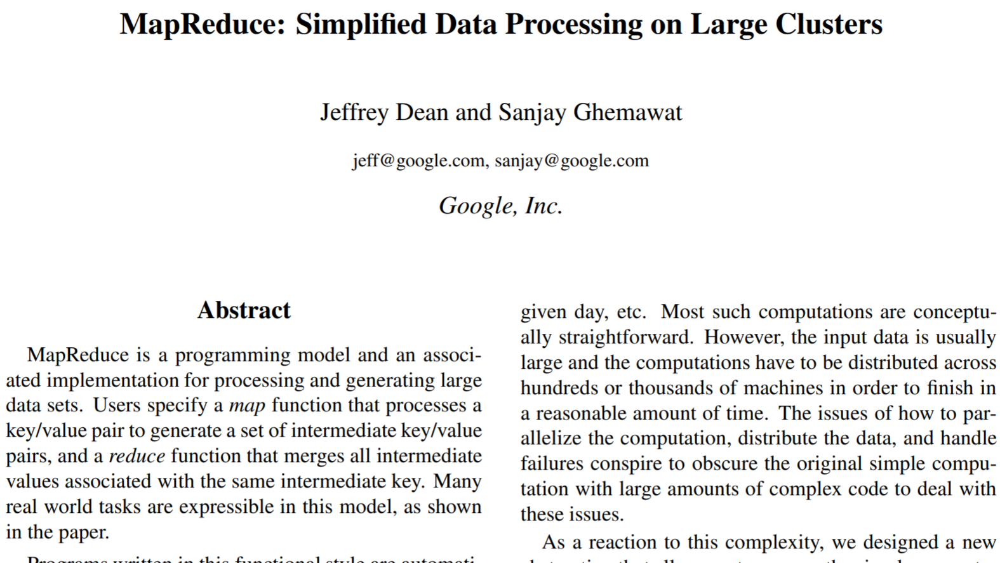 MapReduce: Simplified Data Processing on Large Clusters
Jeffrey Dean and Sanjay Ghemawat
jeff@google.com, sanjay@google.com
Google, Inc.
Abstract
MapReduce is a programming model and an associ-
ated implementation for processing and generating large
data sets. Users specify a map function that processes a
key/value pair to generate a set of intermediate key/value
pairs, and a reduce function that merges all intermediate
values associated with the same intermediate key. Many
real world tasks are expressible in this model, as shown
in the paper.
Programs written in this functional style are automati-
given day, etc. Most such computations are conceptu-
ally straightforward. However, the input data is usually
large and the computations have to be distributed across
hundreds or thousands of machines in order to finish in
a reasonable amount of time. The issues of how to par-
allelize the computation, distribute the data, and handle
failures conspire to obscure the original simple compu-
tation with large amounts of complex code to deal with
these issues.
As a reaction to this complexity, we designed a new